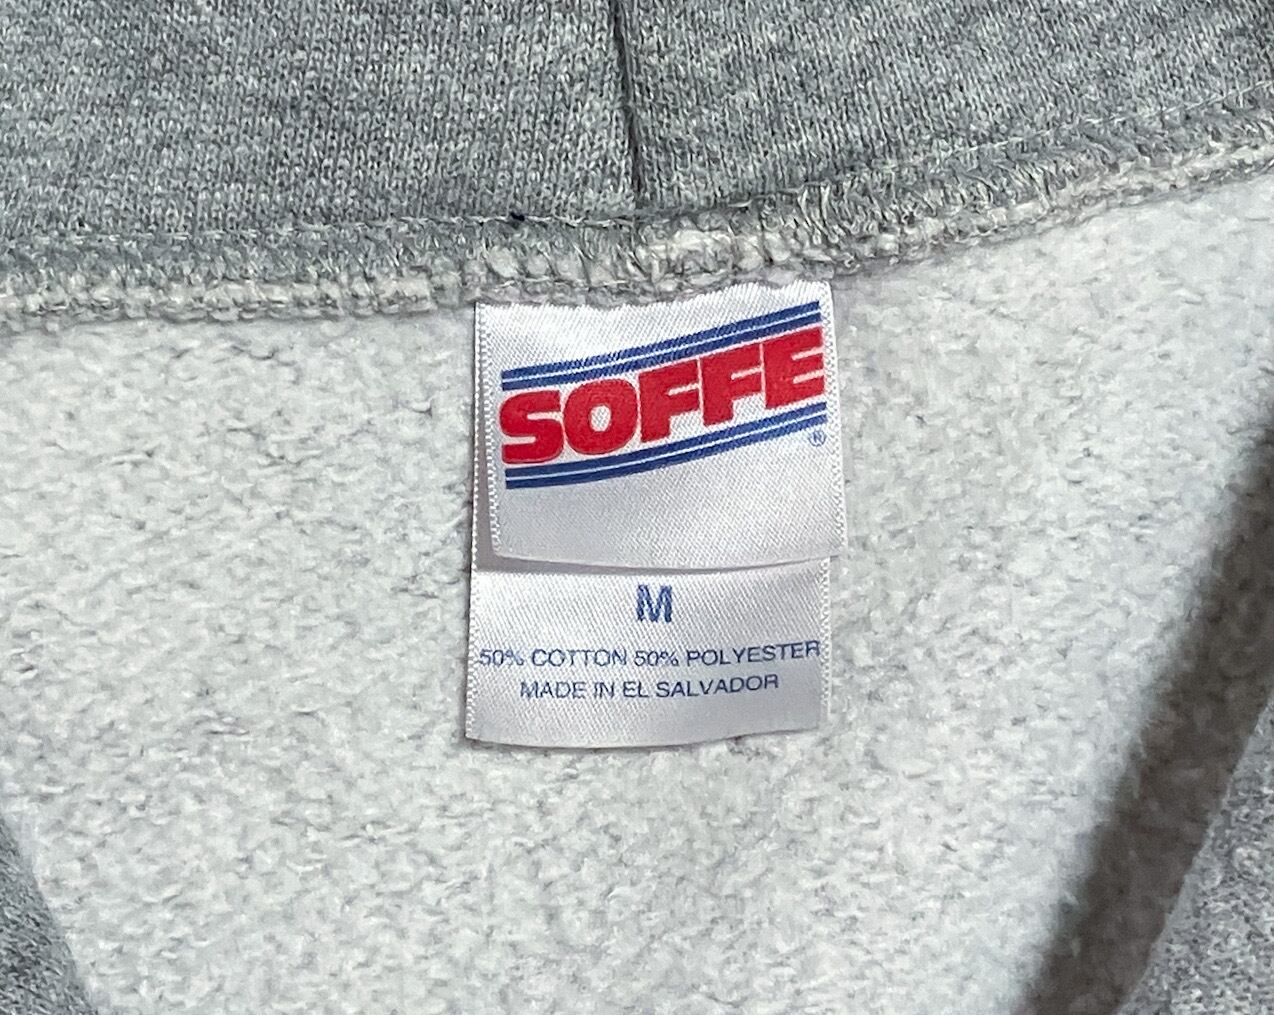 SOFFE
®
M
50% COTTON 50% POLYESTER
MADE IN EL SALVADOR